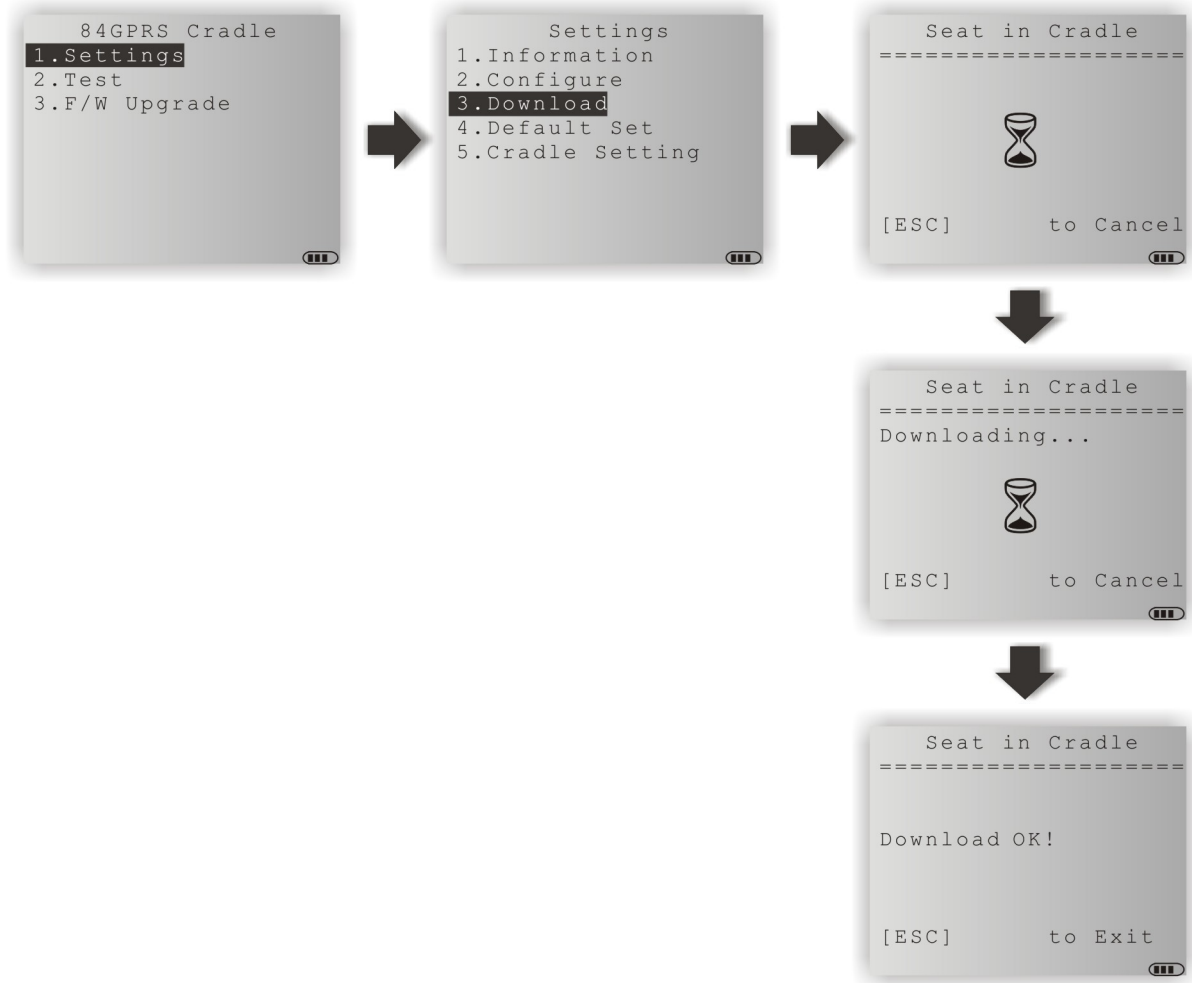 84GPRS Cradle
1.Settings
2.Test
3.F/W Upgrade
Settings
1.Information
2.Configure
3.Download
4.Default Set
5.Cradle Setting
Seat in Cradle
====================
[ESC] to Cancel
Seat in Cradle
====================
Downloading...
[ESC] to Cancel
Seat in Cradle
====================
Download OK!
[ESC] to Exit